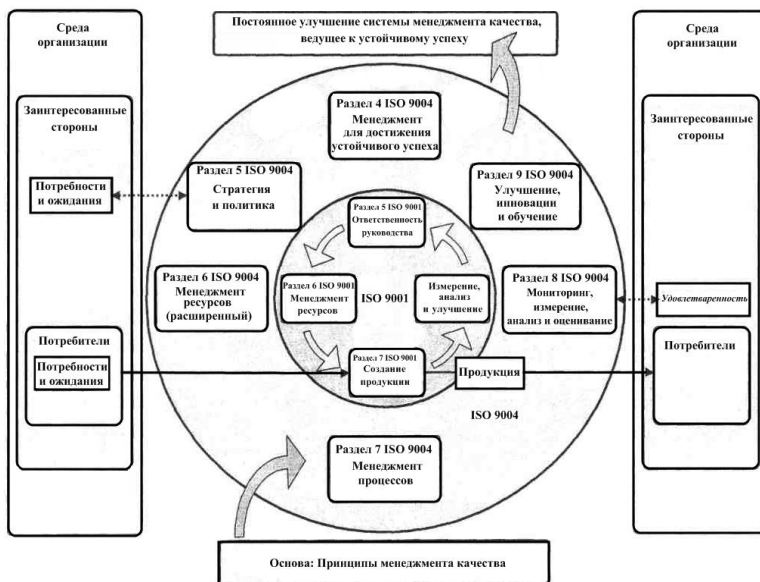 Постоянное улучшение системы менеджмента качества,
ведущее к устойчивому успеху
Среда
организации
Заинтересованные
стороны
Потребности
и ожидания
Потребители
Потребности
и ожидания
Раздел 4 ISO 9004
Менеджмент
для достижения
устойчивого успеха
Раздел 5 ISO 9004
Стратегия
и политика
Раздел 9 ISO 9004
Улучшение,
инновации
и обучение
Раздел 6 ISO 9004
Менеджмент
ресурсов
(расширенный)
Раздел 8 ISO 9004
Мониторинг,
измерение,
анализ и оценивание
Раздел 5 ISO 9001
Ответственность
руководства
Раздел 6 ISO 9001
Менеджмент
ресурсов
ISO 9001
Измерение,
анализ
и улучшение
Раздел 7 ISO 9001
Создание
продукции
Продукция
ISO 9004
Раздел 7 ISO 9004
Менеджмент
процессов
Среда
организации
Заинтересованные
стороны
Удовлетваренность
Потребители
Основа: Принципы менеджмента качества